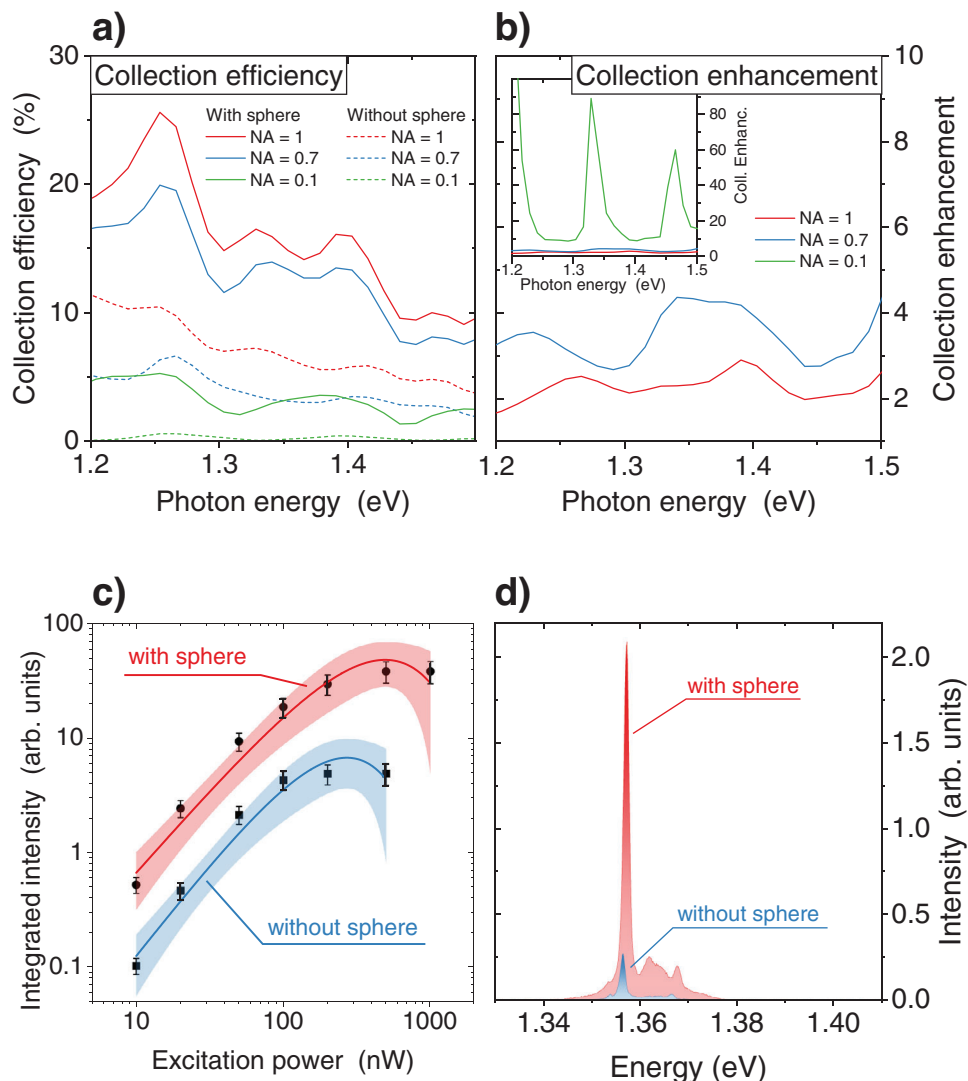 a)
Collection efficiency
With sphere Without sphere
NA = 1 NA = 1
NA = 0.7 NA = 0.7
NA = 0.1 NA = 0.1
Collection efficiency (%)
30
20
10
0
1.2 1.3 1.4
Photon energy (eV)
b)
Collection enhancement
80
60
40
20
0
Coll. Enhanc.
1.2 1.3 1.4 1.5
Photon energy (eV)
NA = 1
NA = 0.7
NA = 0.1
10
8
6
4
2
Collection enhancement
1.2 1.3 1.4 1.5
Photon energy (eV)
c)
Integrated intensity (arb. units)
100
10
1
0.1
with sphere
without sphere
10 100 1000
Excitation power (nW)
d)
with sphere
without sphere
2.0
1.5
1.0
0.5
0.0
Intensity (arb. units)
1.34 1.36 1.38 1.40
Energy (eV)